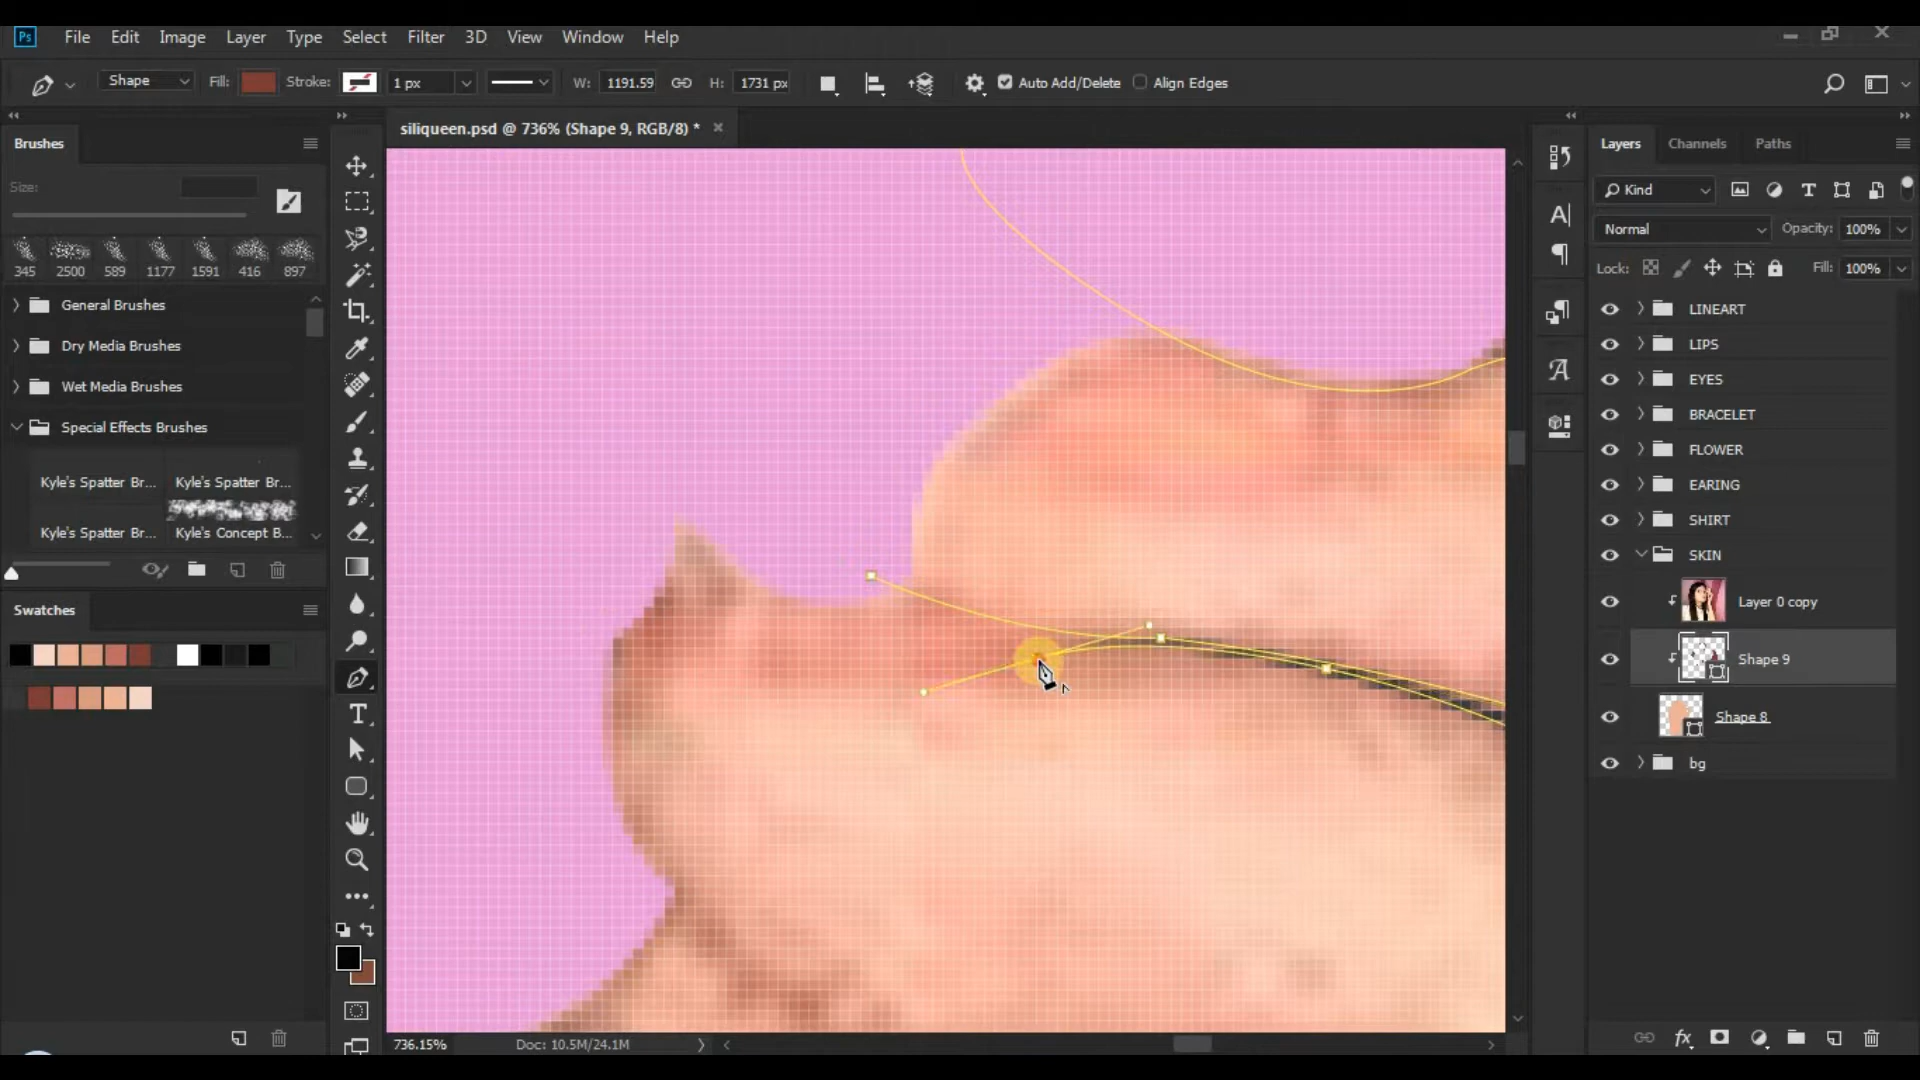 Ps File Edit Image Layer Type Select Filter 3D View Window Help
Shape Fill: Stroke: 1 px W: 1191.59 H: 1731 px Auto Add/Delete Align Edges
Brushes
siliqueen.psd @ 736% (Shape 9, RGB/8) *
Layers Channels Paths
Size:
Kind
Normal Opacity: 100%
345 2500 589 1177 1591 416 897
Lock: Fill: 100%
General Brushes
LINEART
Dry Media Brushes
LIPS
Wet Media Brushes
EYES
Special Effects Brushes
BRACELET
FLOWER
Kyle's Spatter Br... Kyle's Spatter Br...
EARING
Kyle's Spatter Br... Kyle's Concept B...
SHIRT
SKIN
Layer 0 copy
Swatches
Shape 9
Shape 8
bg
736.15% Doc: 10.5M/24.1M